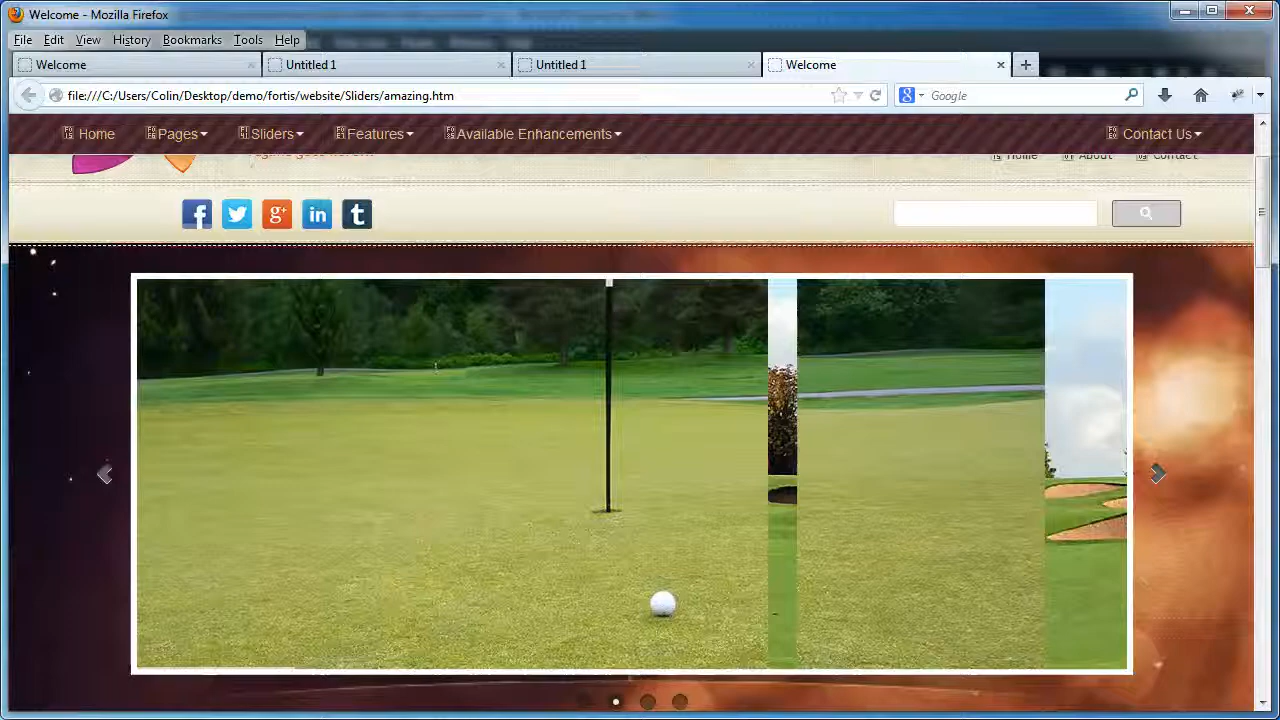 Welcome - Mozilla Firefox
File Edit View History Bookmarks Tools Help
Welcome Untitled 1 Untitled 1 Welcome
file:///C:/Users/Colin/Desktop/demo/fortis/website/Sliders/amazing.htm Google
Home Pages Sliders Features Available Enhancements Contact Us
Home About Contact